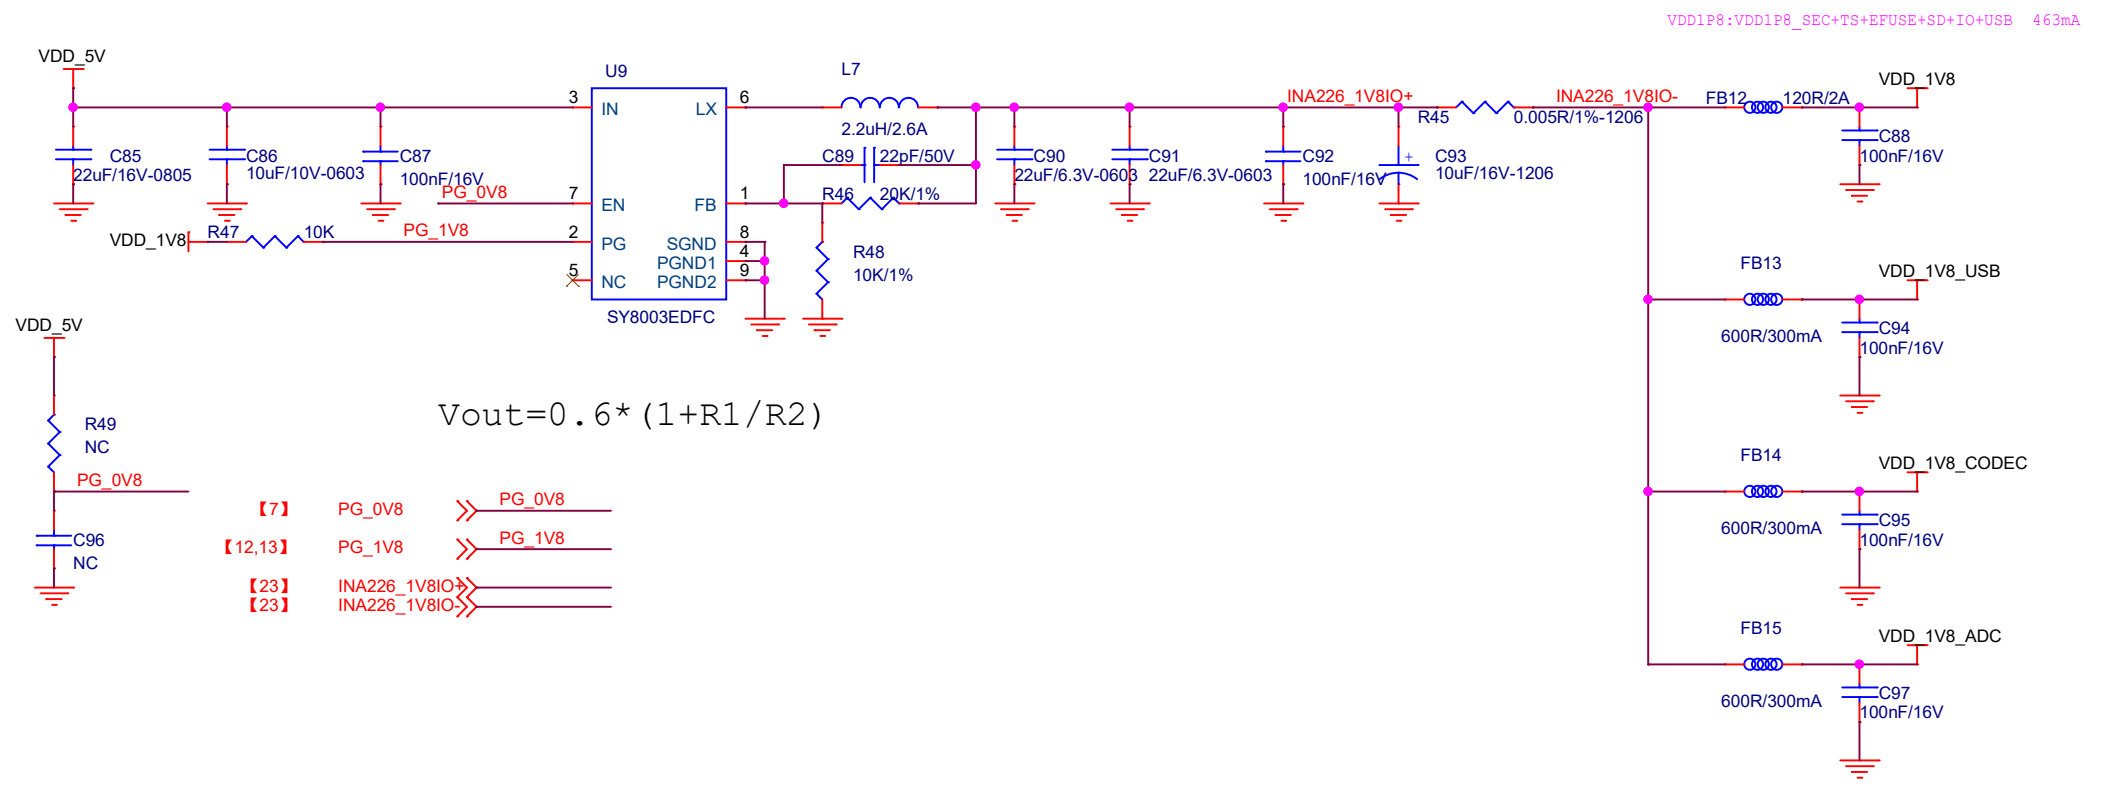 VDD1P8:VDD1P8_SEC+TS+EFUSE+SD+IO+USB 463mA
VDD_5V
U9
L7
VDD_1V8
3
IN
LX
6
INA226_1V8IO+
INA226_1V8IO-
FB12
120R/2A
R45
0.005R/1%-1206
2.2uH/2.6A
C85
22uF/16V-0805
C86
10uF/10V-0603
C87
100nF/16V
C89
22pF/50V
C90
22uF/6.3V-0603
C91
22uF/6.3V-0603
C92
100nF/16V
+
C93
10uF/16V-1206
C88
100nF/16V
PG_0V8
7
EN
FB
1
R46
20K/1%
VDD_1V8
R47
10K
PG_1V8
2
PG
SGND
8
PGND1
4
5
NC
PGND2
9
R48
10K/1%
SY8003EDFC
FB13
VDD_1V8_USB
600R/300mA
C94
100nF/16V
VDD_5V
R49
NC
PG_0V8
C96
NC
Vout=0.6*(1+R1/R2)
FB14
VDD_1V8_CODEC
600R/300mA
C95
100nF/16V
【7】 PG_0V8 PG_0V8
【12,13】 PG_1V8 PG_1V8
【23】 INA226_1V8IO+
【23】 INA226_1V8IO-
FB15
VDD_1V8_ADC
600R/300mA
C97
100nF/16V